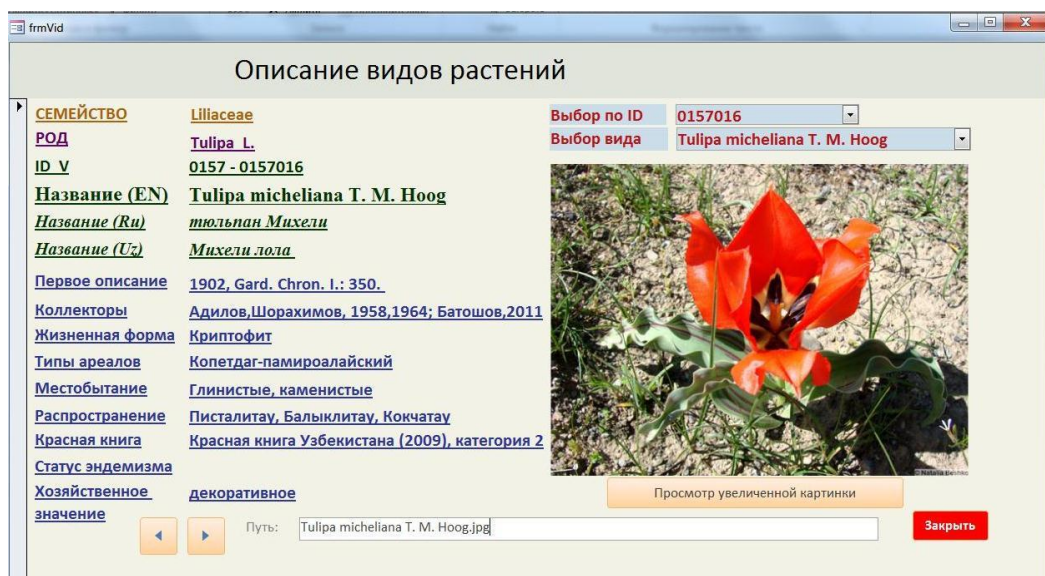 frmVid
Описание видов растений
СЕМЕЙСТВО Liliaceae
РОД Tulipa L.
ID_V 0157 - 0157016
Название (EN) Tulipa micheliana T. M. Hoog
Название (Ru) тюльпан Михели
Название (Uz) Михели лола
Первое описание 1902, Gard. Chron. I.: 350.
Коллекторы Адилов,Шорахимов, 1958,1964; Батошов,2011
Жизненная форма Криптофит
Типы ареалов Копетдаг-памироалайский
Местобытание Глинистые, каменистые
Распространение Писталитау, Балыклитау, Кокчатау
Красная книга Красная книга Узбекистана (2009), категория 2
Статус эндемизма
Хозяйственное значение декоративное
Выбор по ID 0157016
Выбор вида Tulipa micheliana T. M. Hoog
Просмотр увеличенной картинки
Путь: Tulipa micheliana T. M. Hoog.jpg
Закрыть